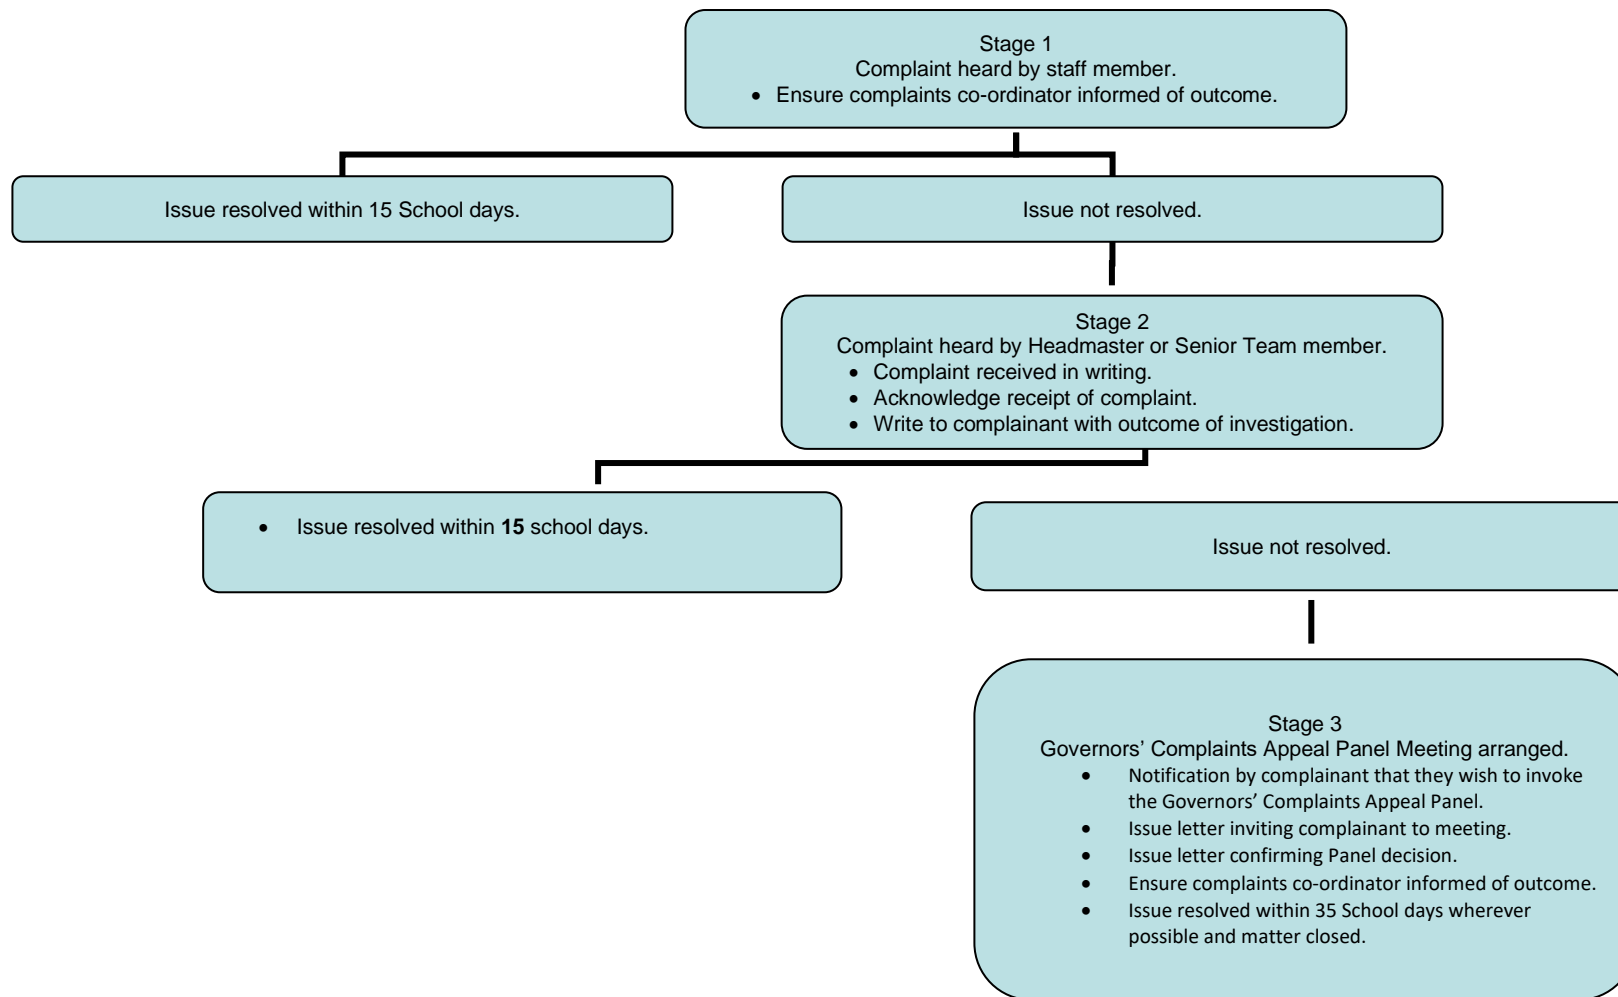 Stage 1
Complaint heard by staff member.
• Ensure complaints co-ordinator informed of outcome.
Issue resolved within 15 School days.
Issue not resolved.
Stage 2
Complaint heard by Headmaster or Senior Team member.
• Complaint received in writing.
• Acknowledge receipt of complaint.
• Write to complainant with outcome of investigation.
• Issue resolved within 15 school days.
Issue not resolved.
Stage 3
Governors’ Complaints Appeal Panel Meeting arranged.
• Notification by complainant that they wish to invoke
the Governors’ Complaints Appeal Panel.
• Issue letter inviting complainant to meeting.
• Issue letter confirming Panel decision.
• Ensure complaints co-ordinator informed of outcome.
• Issue resolved within 35 School days wherever
possible and matter closed.